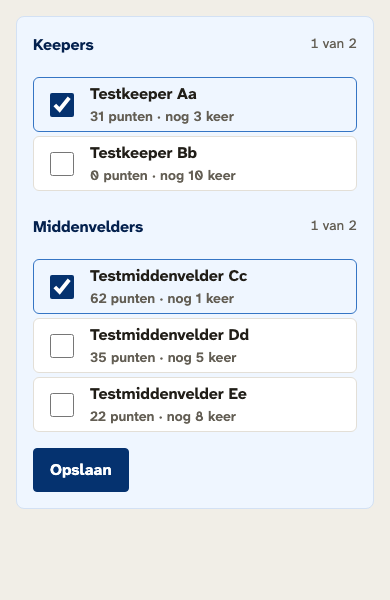 Keepers 1 van 2
Testkeeper Aa
31 punten · nog 3 keer
Testkeeper Bb
0 punten · nog 10 keer
Middenvelders 1 van 2
Testmiddenvelder Cc
62 punten · nog 1 keer
Testmiddenvelder Dd
35 punten · nog 5 keer
Testmiddenvelder Ee
22 punten · nog 8 keer
Opslaan